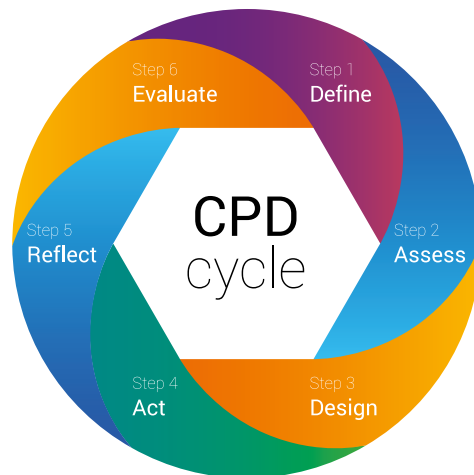 Step 6
Evaluate
Step 1
Define
CPD
cycle
Step 5
Reflect
Step 2
Assess
Step 4
Act
Step 3
Design